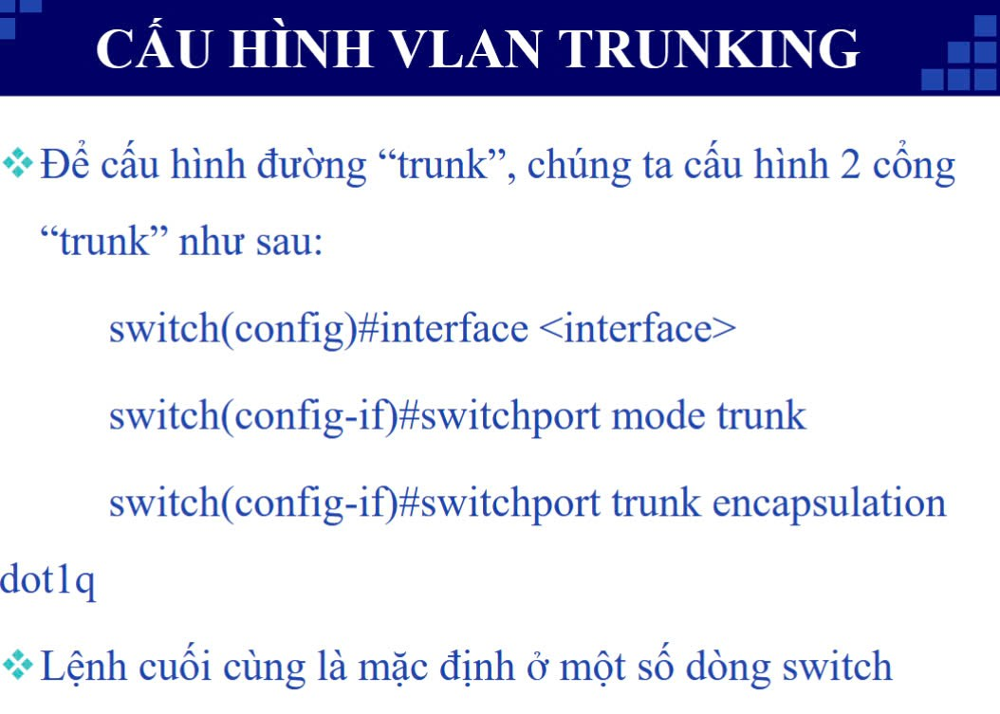 CẤU HÌNH VLAN TRUNKING
Để cấu hình đường “trunk”, chúng ta cấu hình 2 cổng
“trunk” như sau:
switch(config)#interface <interface>
switch(config-if)#switchport mode trunk
switch(config-if)#switchport trunk encapsulation
dot1q
Lệnh cuối cùng là mặc định ở một số dòng switch